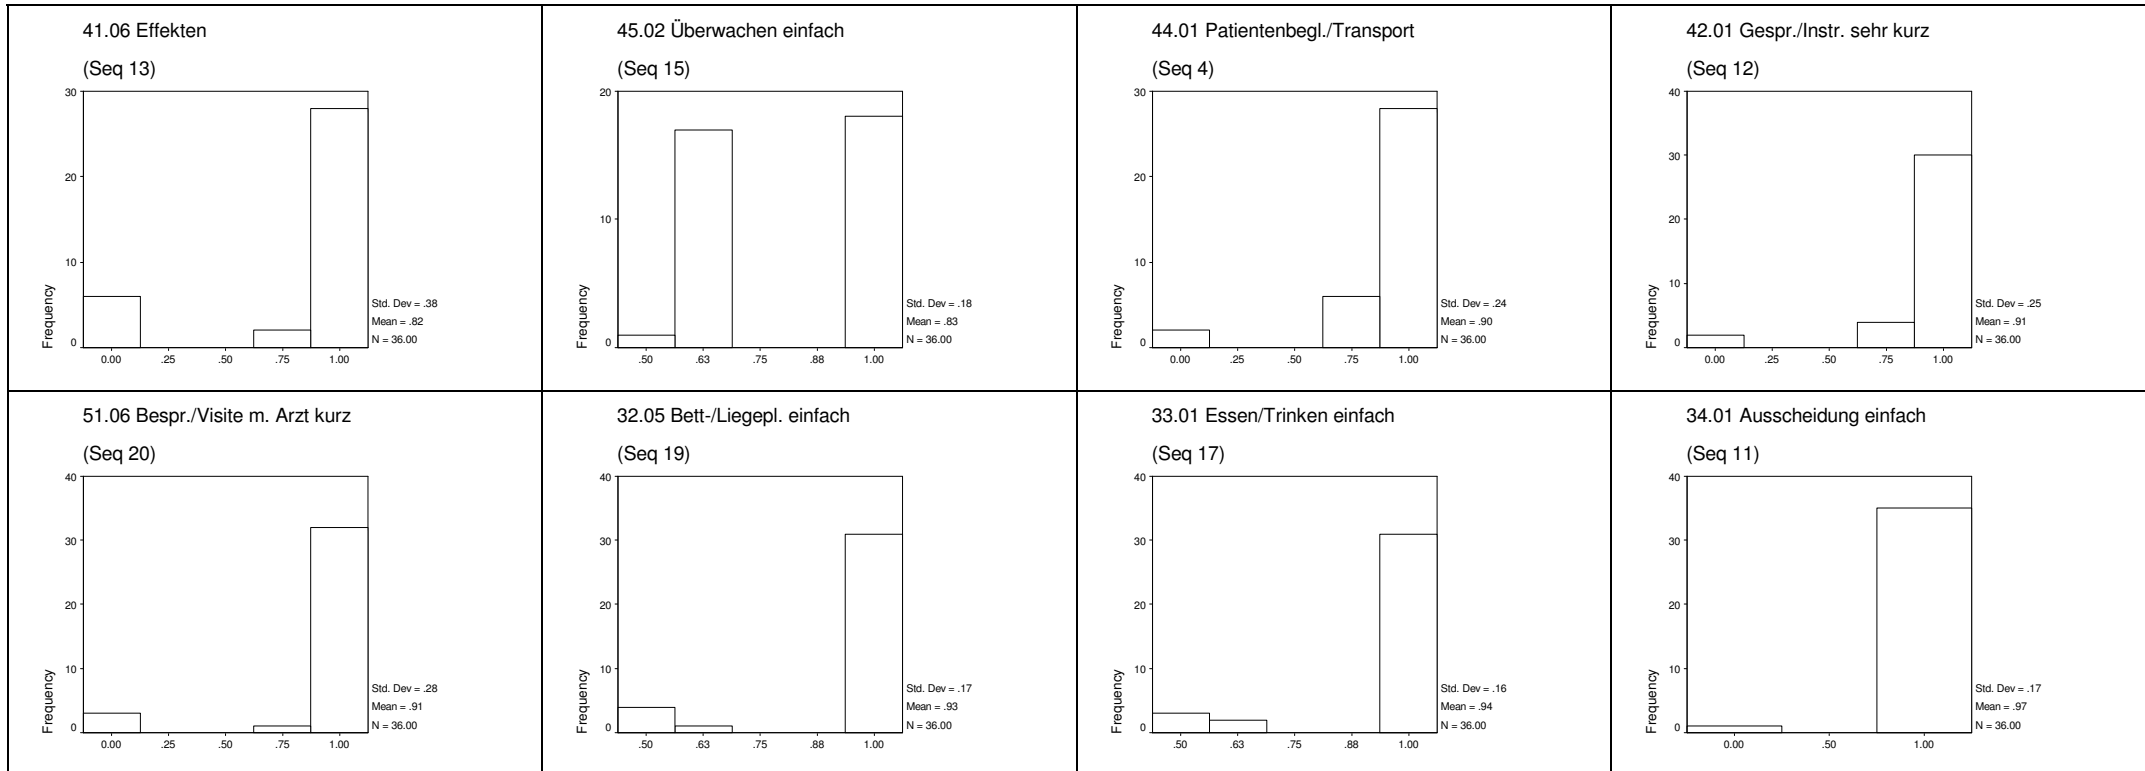 41.06 Effekten
(Seq 13)
30
20
10
0
Frequency
0.00 .25 .50 .75 1.00
Std. Dev = .38
Mean = .82
N = 36.00
45.02 Überwachen einfach
(Seq 15)
20
10
0
Frequency
.50 .63 .75 .88 1.00
Std. Dev = .18
Mean = .83
N = 36.00
44.01 Patientenbegl./Transport
(Seq 4)
30
20
10
0
Frequency
0.00 .25 .50 .75 1.00
Std. Dev = .24
Mean = .90
N = 36.00
42.01 Gespr./Instr. sehr kurz
(Seq 12)
40
30
20
10
0
Frequency
0.00 .25 .50 .75 1.00
Std. Dev = .25
Mean = .91
N = 36.00
51.06 Bespr./Visite m. Arzt kurz
(Seq 20)
40
30
20
10
0
Frequency
0.00 .25 .50 .75 1.00
Std. Dev = .28
Mean = .91
N = 36.00
32.05 Bett-/Liegepl. einfach
(Seq 19)
40
30
20
10
0
Frequency
.50 .63 .75 .88 1.00
Std. Dev = .17
Mean = .93
N = 36.00
33.01 Essen/Trinken einfach
(Seq 17)
40
30
20
10
0
Frequency
.50 .63 .75 .88 1.00
Std. Dev = .16
Mean = .94
N = 36.00
34.01 Ausscheidung einfach
(Seq 11)
40
30
20
10
0
Frequency
0.00 .50 1.00
Std. Dev = .17
Mean = .97
N = 36.00